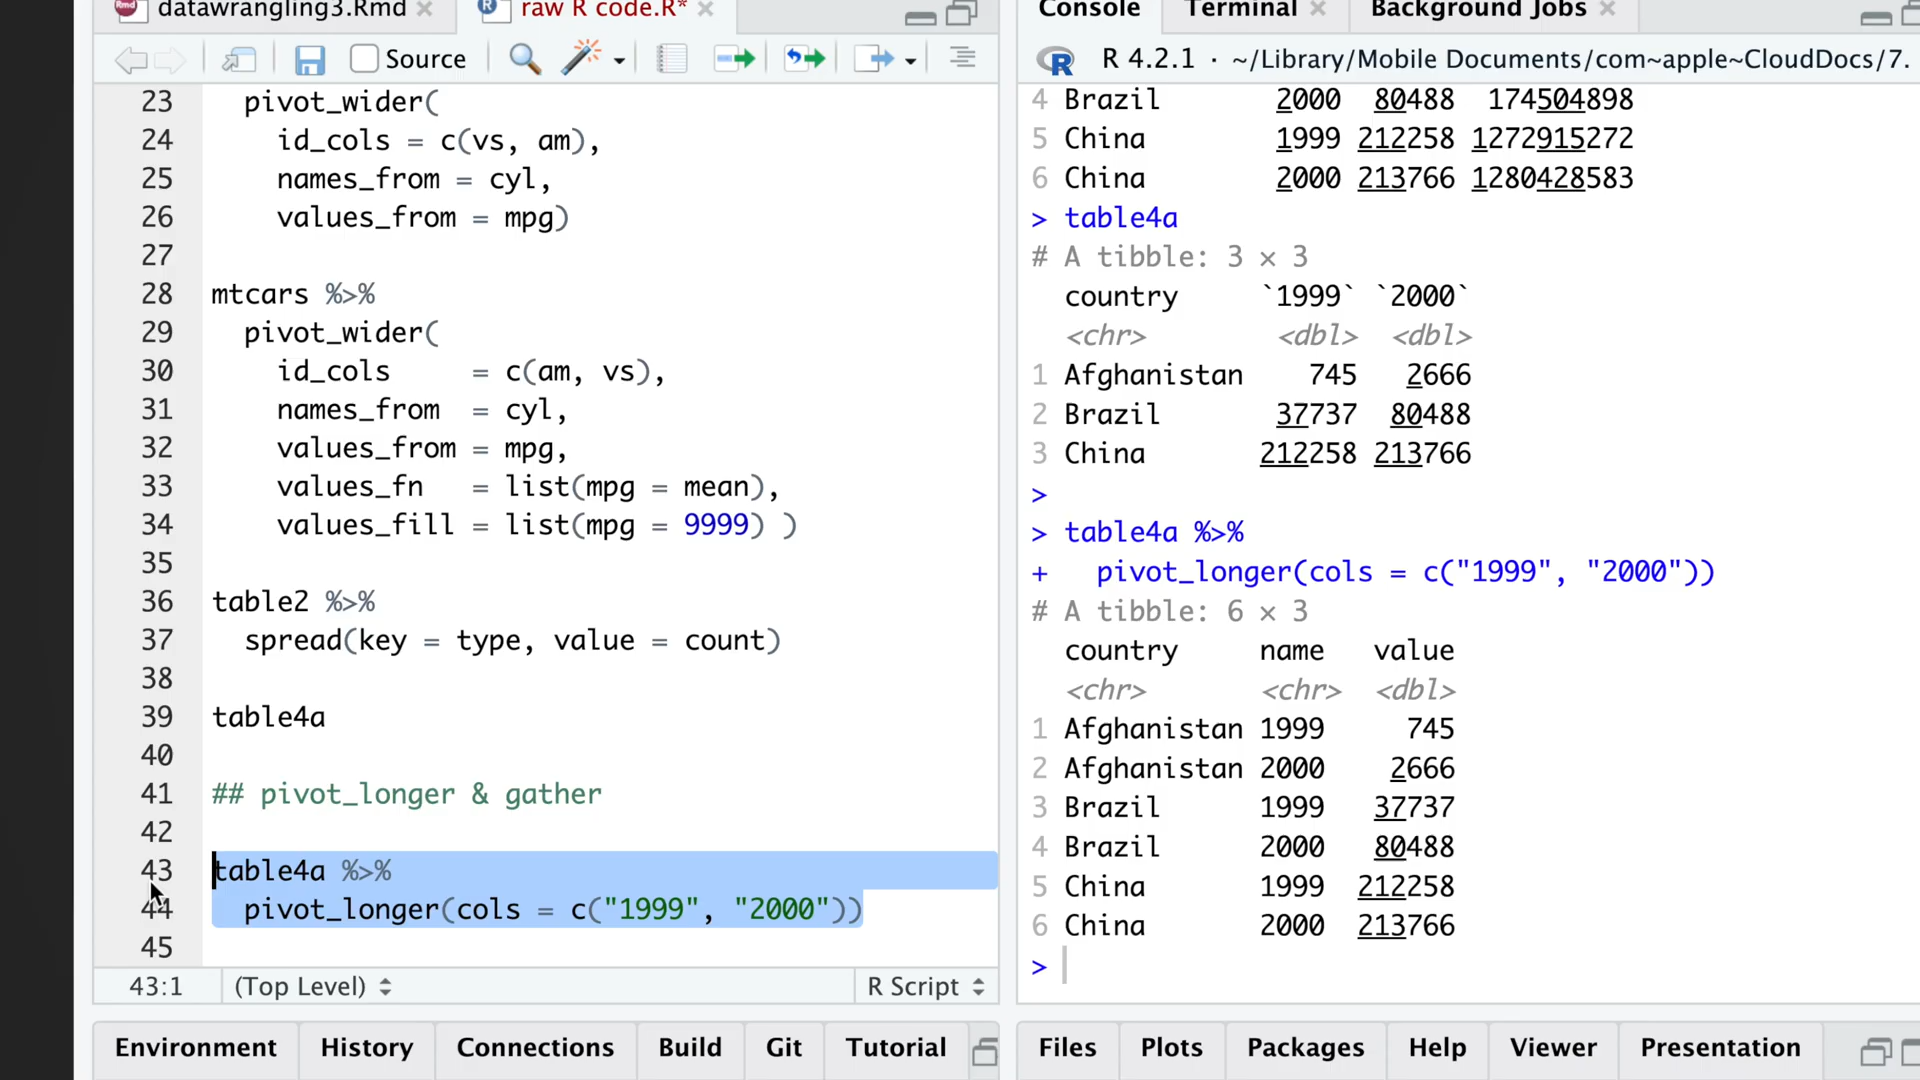 datawrangling3.Rmd
raw R code.R*
Source
23 pivot_wider(
24 id_cols = c(vs, am),
25 names_from = cyl,
26 values_from = mpg)
27
28 mtcars %>%
29 pivot_wider(
30 id_cols = c(am, vs),
31 names_from = cyl,
32 values_from = mpg,
33 values_fn = list(mpg = mean),
34 values_fill = list(mpg = 9999) )
35
36 table2 %>%
37 spread(key = type, value = count)
38
39 table4a
40
41 ## pivot_longer & gather
42
43 table4a %>%
44 pivot_longer(cols = c("1999", "2000"))
45
43:1 (Top Level) R Script
Environment History Connections Build Git Tutorial
Console Terminal Background Jobs
R 4.2.1 · ~/Library/Mobile Documents/com~apple~CloudDocs/7.
4 Brazil 2000 80488 174504898
5 China 1999 212258 1272915272
6 China 2000 213766 1280428583
> table4a
# A tibble: 3 × 3
country `1999` `2000`
<chr> <dbl> <dbl>
1 Afghanistan 745 2666
2 Brazil 37737 80488
3 China 212258 213766
>
> table4a %>%
+ pivot_longer(cols = c("1999", "2000"))
# A tibble: 6 × 3
country name value
<chr> <chr> <dbl>
1 Afghanistan 1999 745
2 Afghanistan 2000 2666
3 Brazil 1999 37737
4 Brazil 2000 80488
5 China 1999 212258
6 China 2000 213766
>
Files Plots Packages Help Viewer Presentation